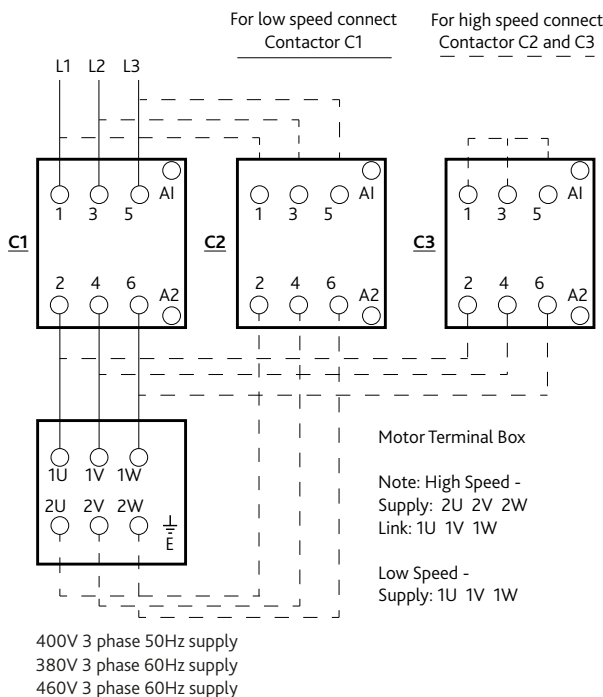 For low speed connect
Contactor C1
For high speed connect
Contactor C2 and C3
L1 L2 L3
AI AI AI
1 3 5 1 3 5 1 3 5
C1 C2 C3
2 4 6 2 4 6 2 4 6
A2 A2 A2
1U 1V 1W
2U 2V 2W
E
Motor Terminal Box
Note: High Speed -
Supply: 2U 2V 2W
Link: 1U 1V 1W
Low Speed -
Supply: 1U 1V 1W
400V 3 phase 50Hz supply
380V 3 phase 60Hz supply
460V 3 phase 60Hz supply